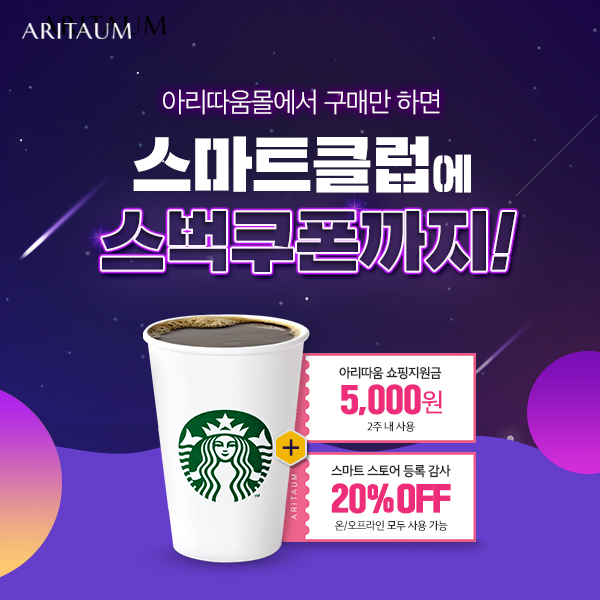 ARITAUM
아리따움몰에서 구매만 하면
스마트클럽에
스벅쿠폰까지!
아리따움 쇼핑지원금
5,000원
2주 내 사용
+
스마트 스토어 등록 감사
20% OFF
온/오프라인 모두 사용 가능
ARITAUM
TM